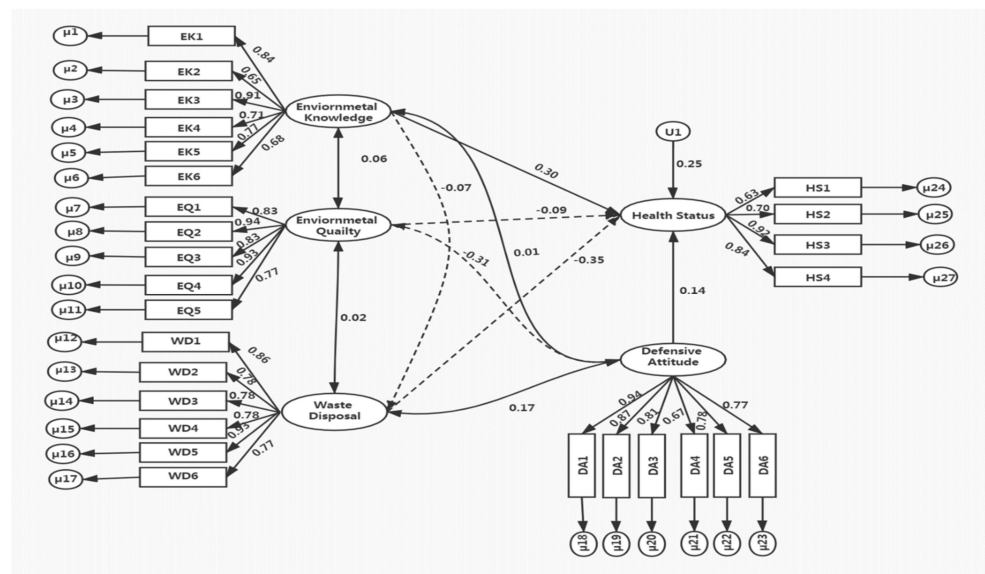 μ1
EK1
0.84
μ2
EK2
0.65
μ3
EK3
0.91
μ4
EK4
0.71
μ5
EK5
0.77
μ6
EK6
0.68
Enviornmetal
Knowledge
μ7
EQ1
0.83
μ8
EQ2
0.94
μ9
EQ3
0.83
μ10
EQ4
0.93
μ11
EQ5
0.77
Enviornmetal
Quailty
μ12
WD1
0.86
μ13
WD2
0.78
μ14
WD3
0.78
μ15
WD4
0.78
μ16
WD5
0.93
μ17
WD6
0.77
Waste
Disposal
0.06
0.02
-0.07
0.30
-0.09
-0.31
0.01
-0.35
0.17
0.14
U1
0.25
Health Status
0.63
HS1
μ24
0.70
HS2
μ25
0.92
HS3
μ26
0.84
HS4
μ27
Defensive
Attitude
0.94
0.87
0.81
0.67
0.78
0.77
DA1
DA2
DA3
DA4
DA5
DA6
μ18
μ19
μ20
μ21
μ22
μ23